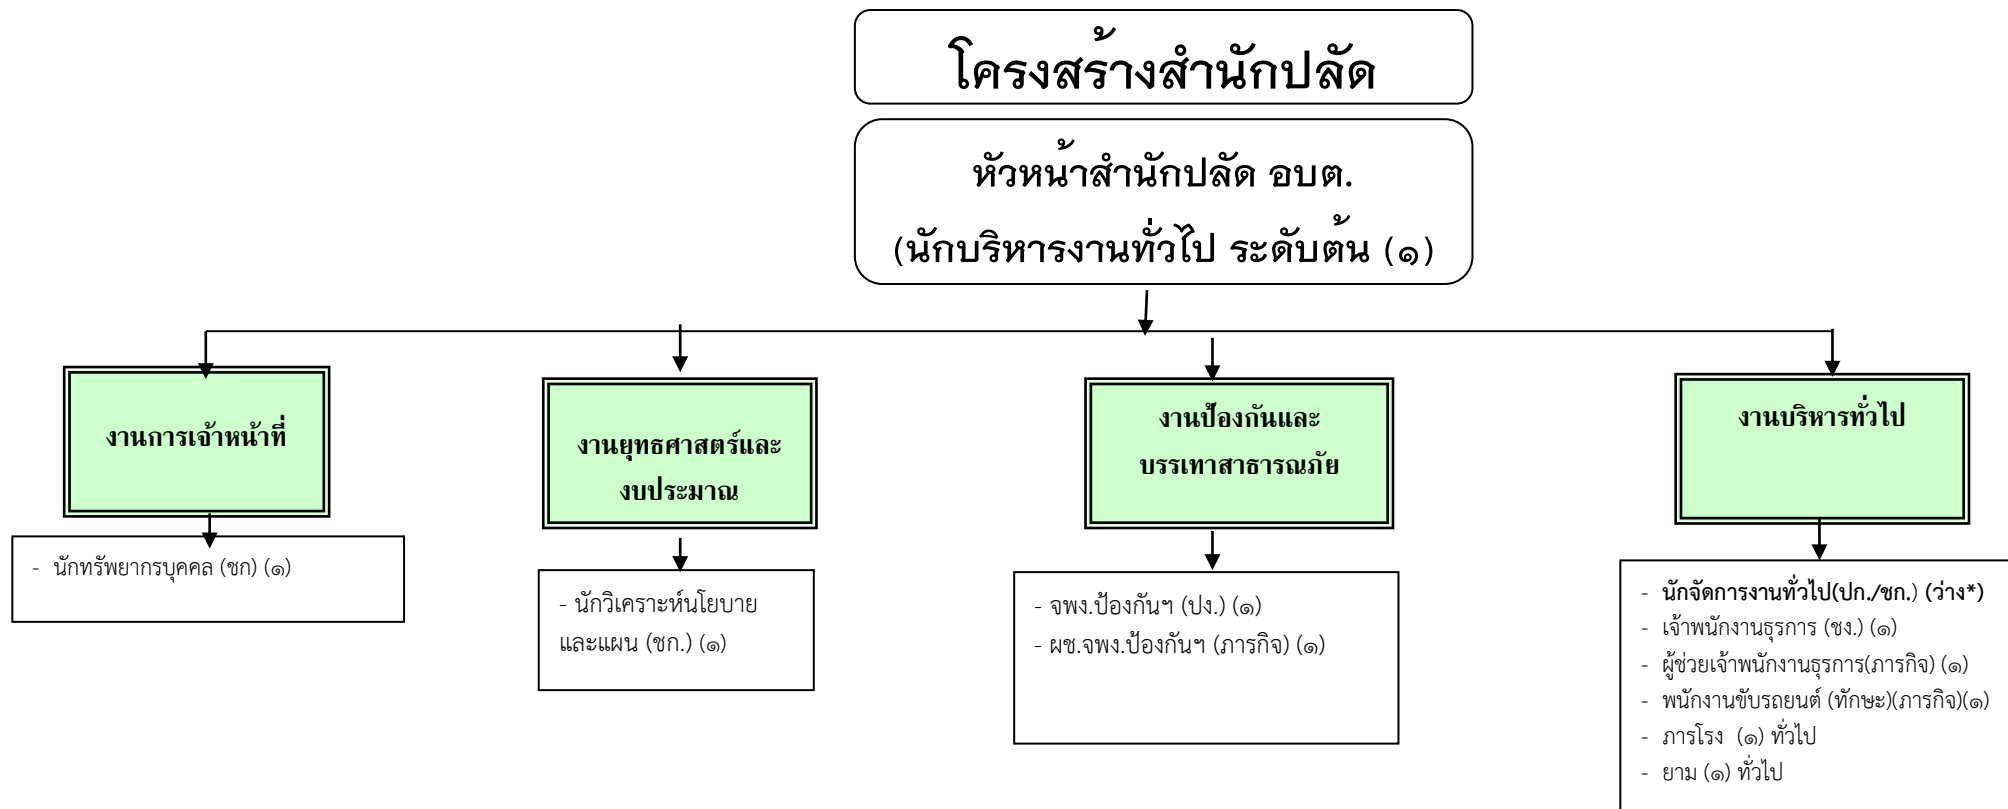 โครงสร้างสำนักปลัด
หัวหน้าสำนักปลัด อบต.
(นักบริหารงานทั่วไป ระดับต้น (๑)
งานการเจ้าหน้าที่
- นักทรัพยากรบุคคล (ชก) (๑)
งานยุทธศาสตร์และ
งบประมาณ
- นักวิเคราะห์นโยบาย
และแผน (ชก.) (๑)
งานป้องกันและ
บรรเทาสาธารณภัย
- จพง.ป้องกันฯ (ปง.) (๑)
- ผช.จพง.ป้องกันฯ (ภารกิจ) (๑)
งานบริหารทั่วไป
- นักจัดการงานทั่วไป(ปก./ชก.) (ว่าง*)
- เจ้าพนักงานธุรการ (ชง.) (๑)
- ผู้ช่วยเจ้าพนักงานธุรการ(ภารกิจ) (๑)
- พนักงานขับรถยนต์ (ทักษะ)(ภารกิจ)(๑)
- ภารโรง (๑) ทั่วไป
- ยาม (๑) ทั่วไป